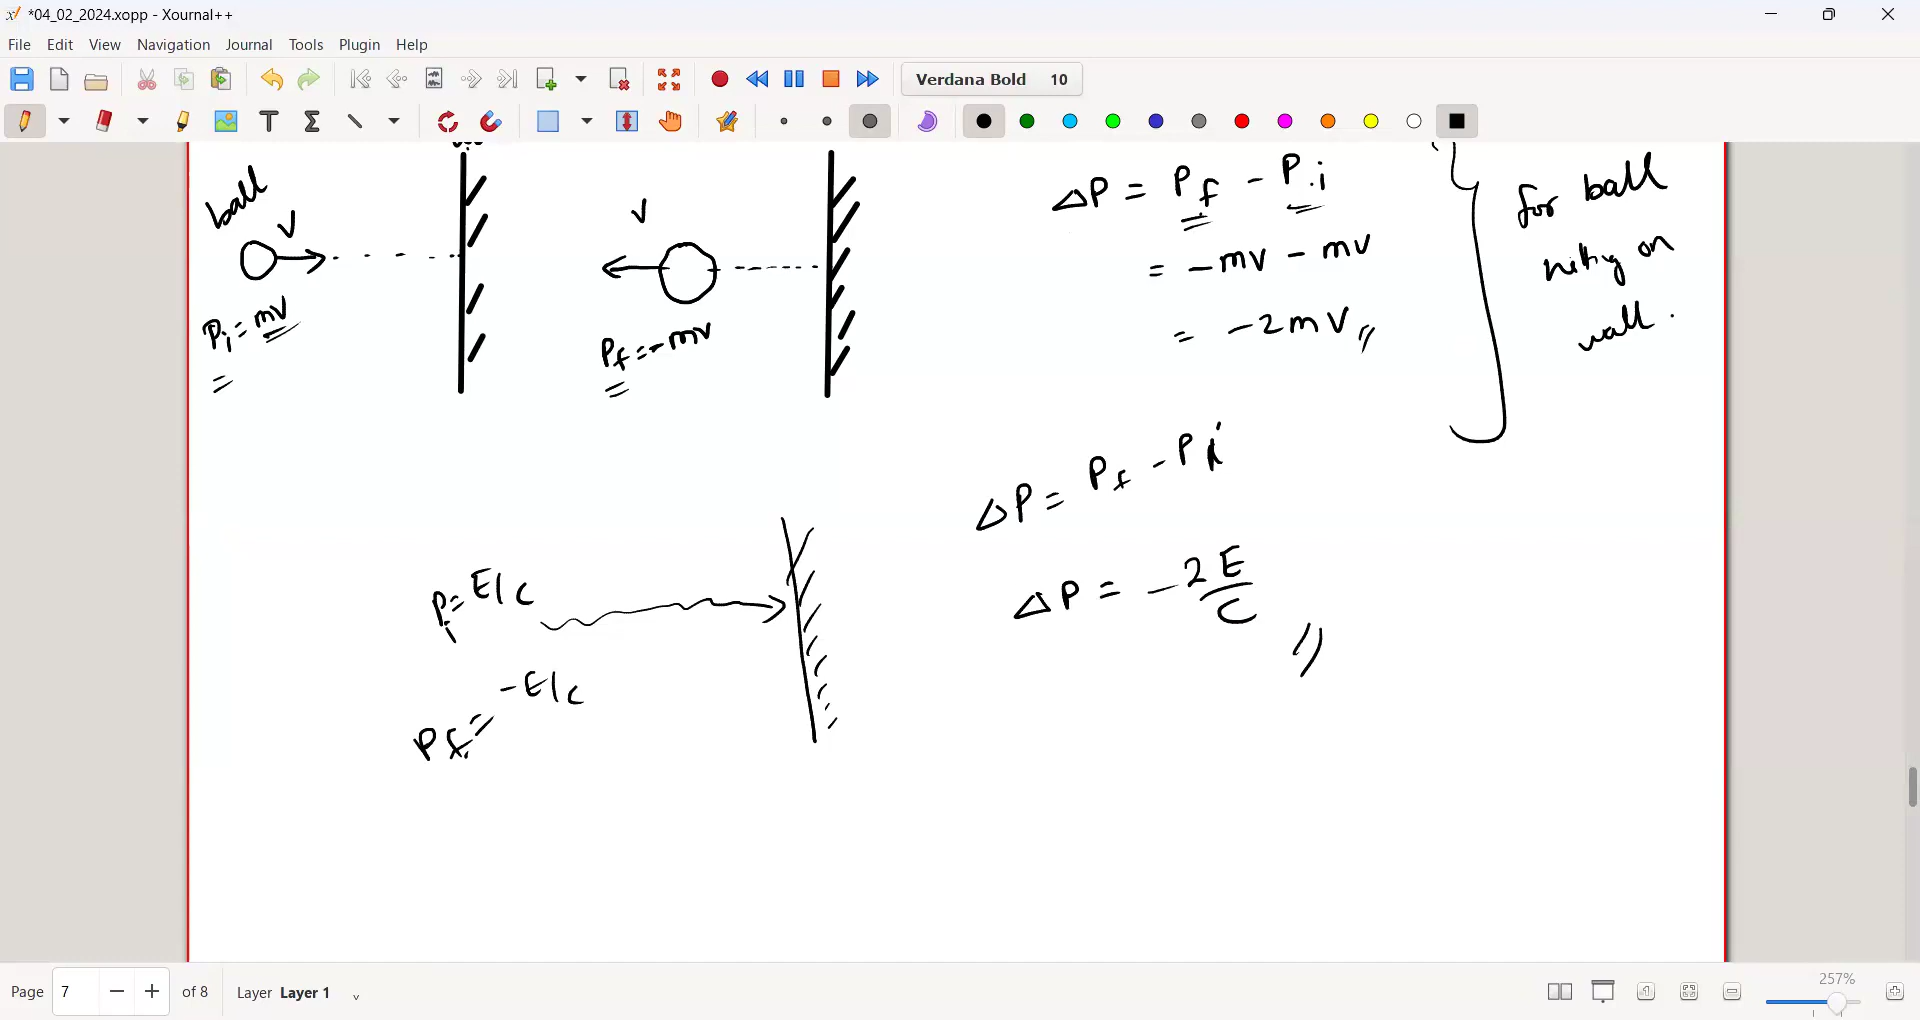 *04_02_2024.xopp - Xournal++
File Edit View Navigation Journal Tools Plugin Help
Verdana Bold 10
ball
V
Pi = mv
V
Pf = -mv
ΔP = Pf - Pi
= -mv - mv
= -2mV
for ball
hitting on
wall.
ΔP = Pf - Pi
ΔP = -2E/C
Pi = E/c
Pf = -E/c
Page 7 of 8 Layer Layer 1
257%